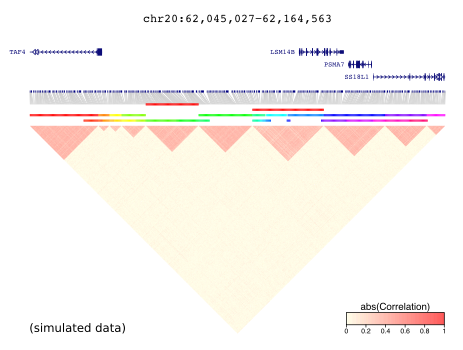 chr20:62,045,027-62,164,563
TAF4
LSM14B
PSMA7
SS18L1
(simulated data)
abs(Correlation)
0 0.2 0.4 0.6 0.8 1